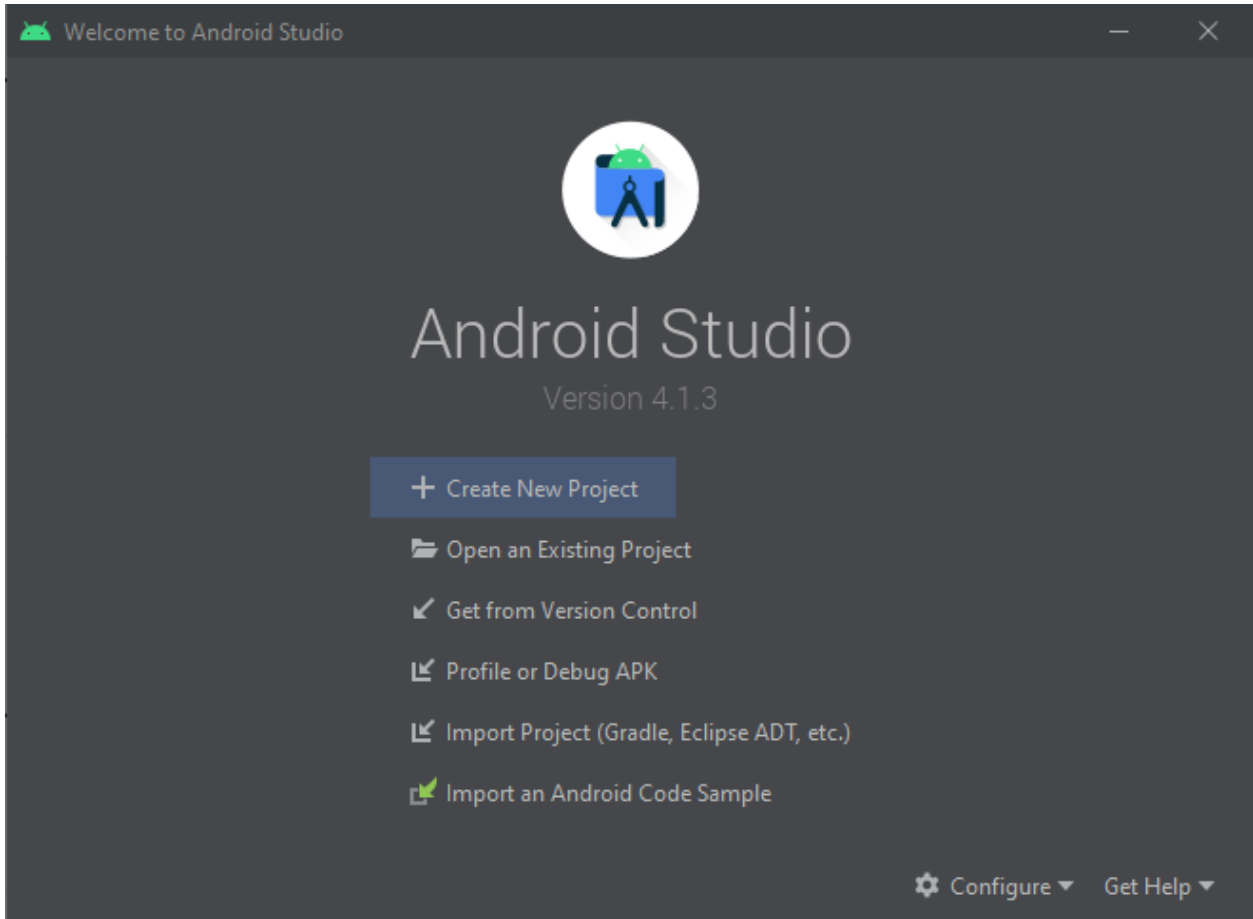 Welcome to Android Studio
Android Studio
Version 4.1.3
Create New Project
Open an Existing Project
Get from Version Control
Profile or Debug APK
Import Project (Gradle, Eclipse ADT, etc.)
Import an Android Code Sample
Configure Get Help